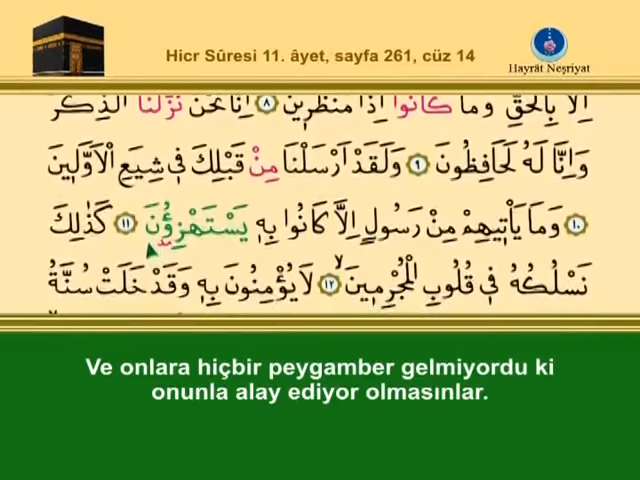 Hicr Sûresi 11. âyet, sayfa 261, cüz 14
Hayrât Neşriyat
اِلَّا بِالْحَقِّ وَمَا كَانُوا اِذًا مُنْظَرِينَ ﴿٨﴾ اِنَّا نَحْنُ نَزَّلْنَا الذِّكْرَ
وَاِنَّا لَهُ لَحَافِظُونَ ﴿٩﴾ وَلَقَدْ اَرْسَلْنَا مِنْ قَبْلِكَ فِي شِيَعِ الْاَوَّلِينَ
﴿١٠﴾ وَمَا يَأْتِيهِمْ مِنْ رَسُولٍ اِلَّا كَانُوا بِهِ يَسْتَهْزِؤُنَ ﴿١١﴾ كَذٰلِكَ
نَسْلُكُهُ فِي قُلُوبِ الْمُجْرِمِينَ ﴿١٢﴾ لَا يُؤْمِنُونَ بِهِ وَقَدْ خَلَتْ سُنَّةُ
Ve onlara hiçbir peygamber gelmiyordu ki
onunla alay ediyor olmasınlar.